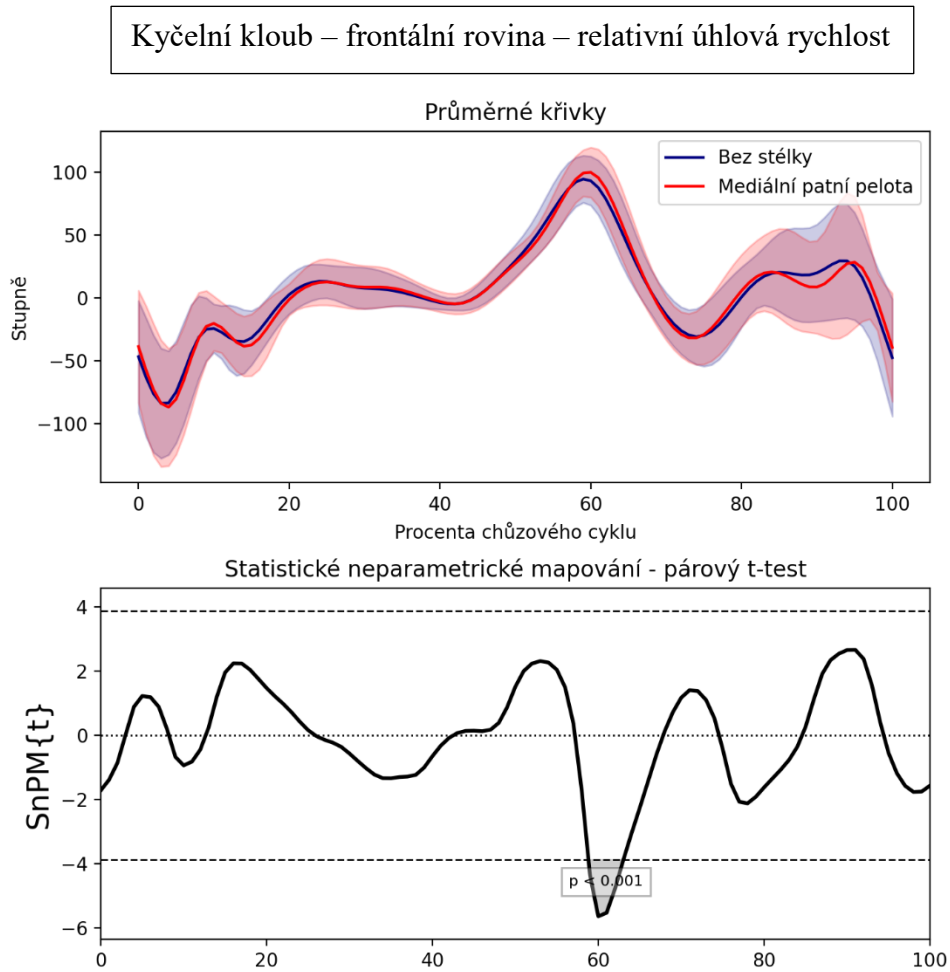 Kyčelní kloub – frontální rovina – relativní úhlová rychlost
Průměrné křivky
Bez stélky
Mediální patní pelota
100
50
0
−50
−100
Stupně
0
20
40
60
80
100
Procenta chůzového cyklu
Statistické neparametrické mapování - párový t-test
4
2
0
−2
−4
−6
SnPM{t}
p < 0.001
0
20
40
60
80
100